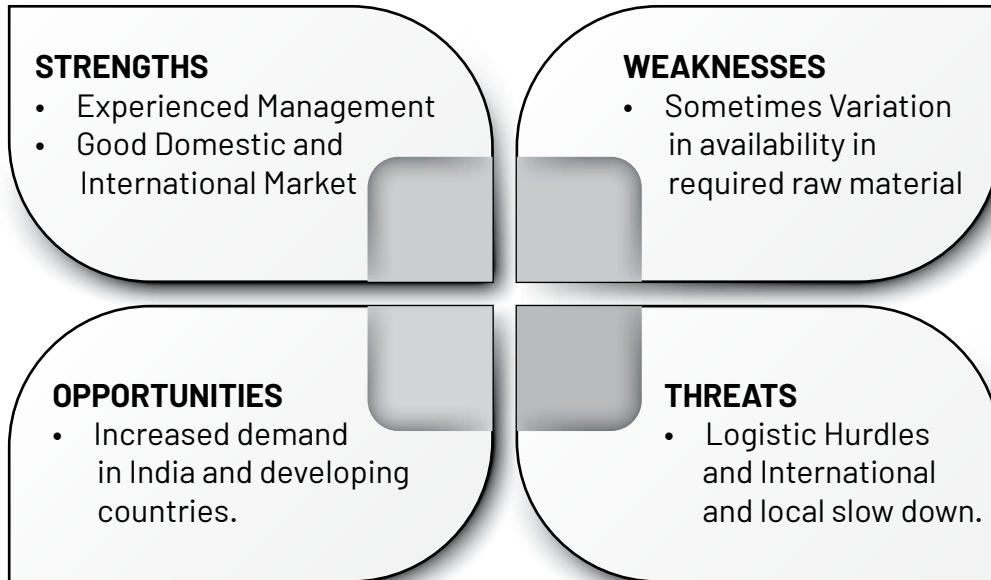 STRENGTHS
• Experienced Management
• Good Domestic and
International Market
WEAKNESSES
• Sometimes Variation
in availability in
required raw material
OPPORTUNITIES
• Increased demand
in India and developing
countries.
THREATS
• Logistic Hurdles
and International
and local slow down.